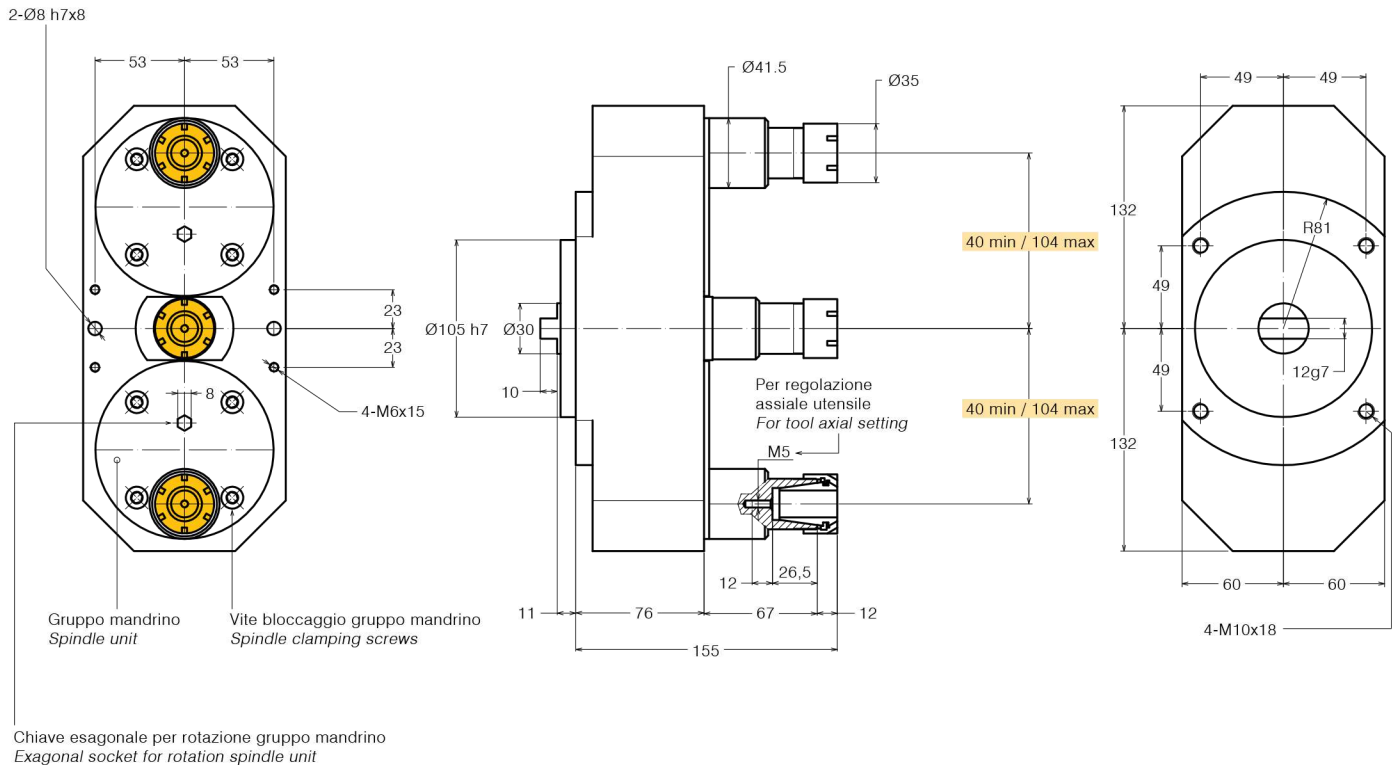 2-Ø8 h7x8
53
53
23
23
8
4-M6x15
Gruppo mandrino
Spindle unit
Vite bloccaggio gruppo mandrino
Spindle clamping screws
Chiave esagonale per rotazione gruppo mandrino
Exagonal socket for rotation spindle unit
Ø41.5
Ø35
40 min / 104 max
Ø105 h7
Ø30
10
Per regolazione
assiale utensile
For tool axial setting
40 min / 104 max
M5
12
26,5
11
76
67
12
155
49
49
132
R81
49
49
12g7
132
60
60
4-M10x18